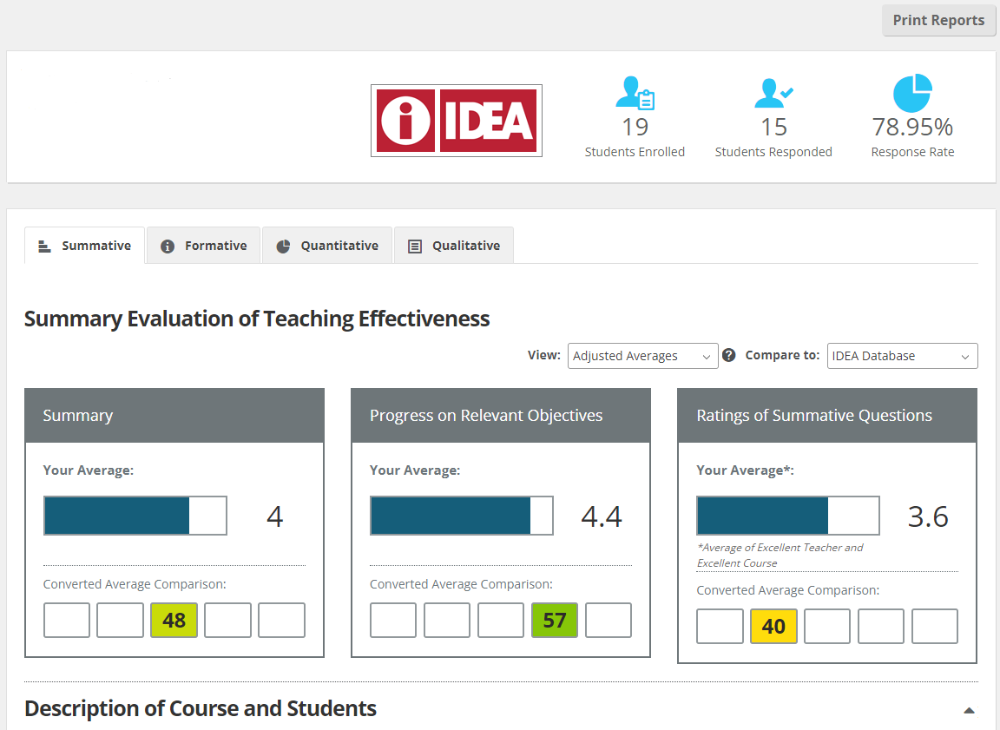 Print Reports
i IDEA
19
Students Enrolled
15
Students Responded
78.95%
Response Rate
Summative
Formative
Quantitative
Qualitative
Summary Evaluation of Teaching Effectiveness
View: Adjusted Averages ? Compare to: IDEA Database
Summary
Your Average:
4
Converted Average Comparison:
48
Progress on Relevant Objectives
Your Average:
4.4
Converted Average Comparison:
57
Ratings of Summative Questions
Your Average*:
3.6
*Average of Excellent Teacher and
Excellent Course
Converted Average Comparison:
40
Description of Course and Students